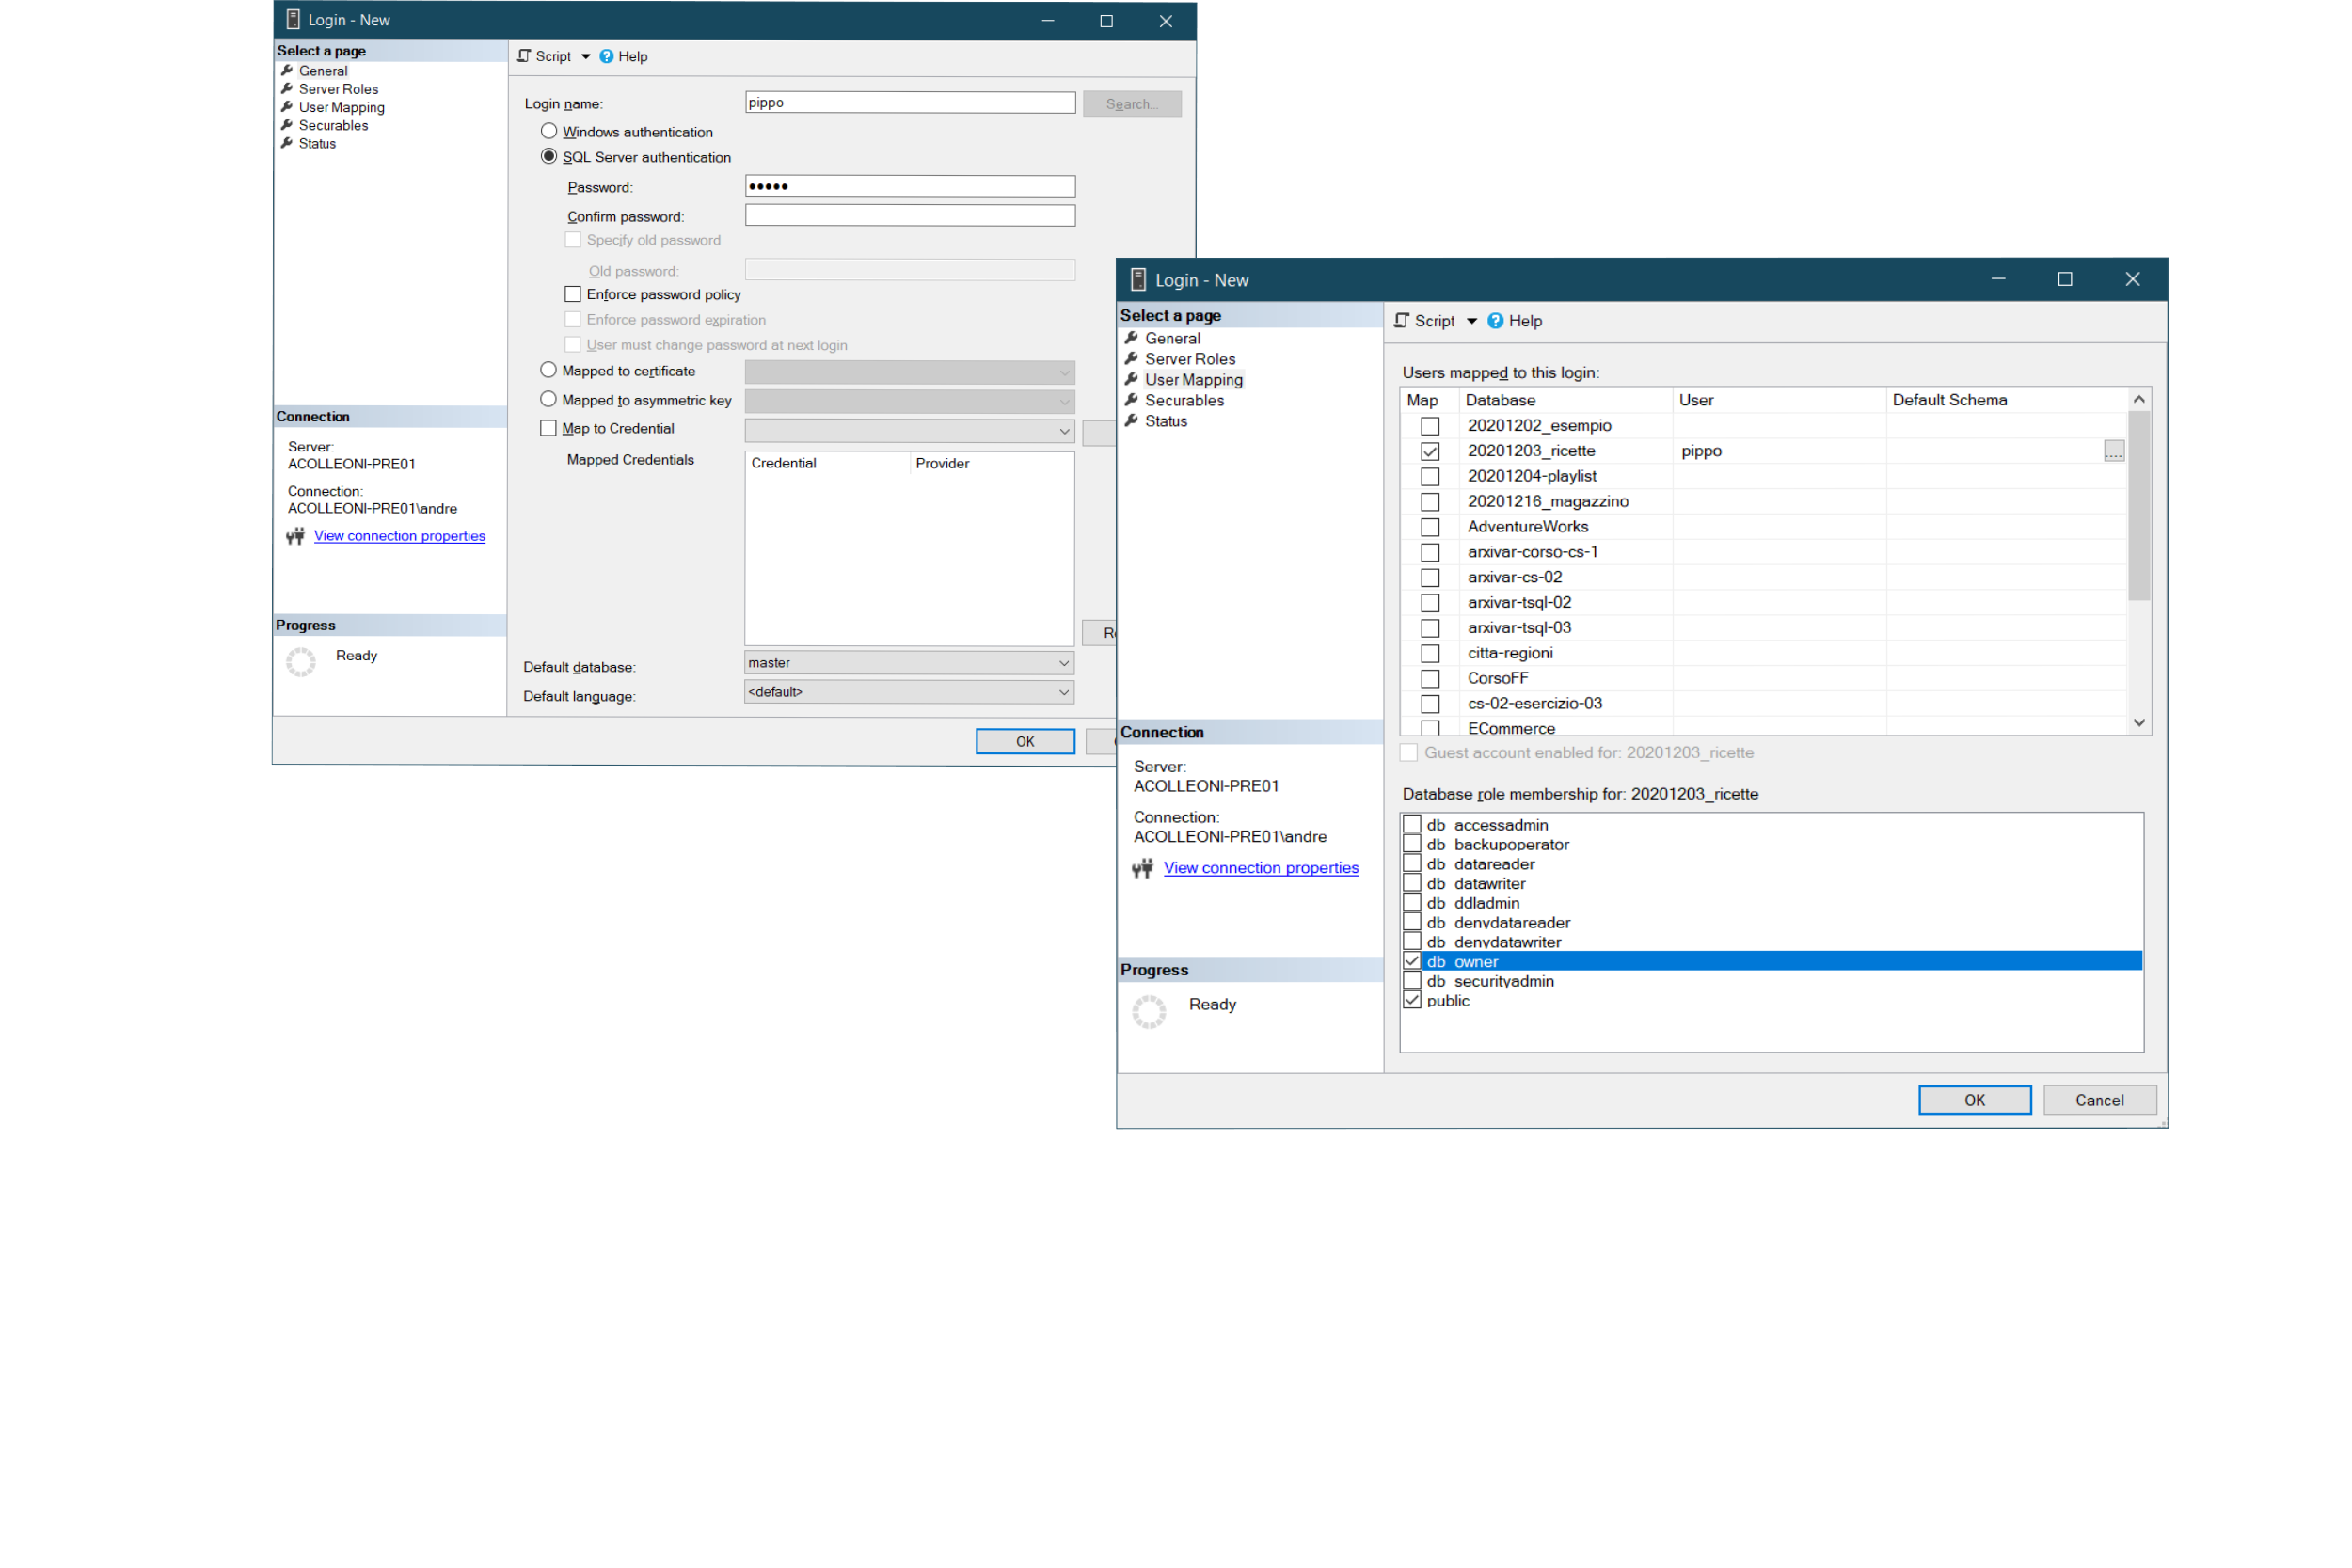 Login - New
Select a page
General
Server Roles
User Mapping
Securables
Status
Script
Help
Login name:
pippo
Search...
Windows authentication
SQL Server authentication
Password:
●●●●●
Confirm password:
Specify old password
Old password:
Enforce password policy
Enforce password expiration
User must change password at next login
Mapped to certificate
Mapped to asymmetric key
Map to Credential
Mapped Credentials
Credential Provider
Default database:
master
Default language:
<default>
OK
Connection
Server:
ACOLLEONI-PRE01
Connection:
ACOLLEONI-PRE01\andre
View connection properties
Progress
Ready
Login - New
Select a page
General
Server Roles
User Mapping
Securables
Status
Script
Help
Users mapped to this login:
Map Database User Default Schema
20201202_esempio
20201203_ricette pippo ....
20201204-playlist
20201216_magazzino
AdventureWorks
arxivar-corso-cs-1
arxivar-cs-02
arxivar-tsql-02
arxivar-tsql-03
citta-regioni
CorsoFF
cs-02-esercizio-03
ECommerce
Guest account enabled for: 20201203_ricette
Database role membership for: 20201203_ricette
db_accessadmin
db_backupoperator
db_datareader
db_datawriter
db_ddladmin
db_denydatareader
db_denydatawriter
db_owner
db_securityadmin
public
Connection
Server:
ACOLLEONI-PRE01
Connection:
ACOLLEONI-PRE01\andre
View connection properties
Progress
Ready
OK
Cancel